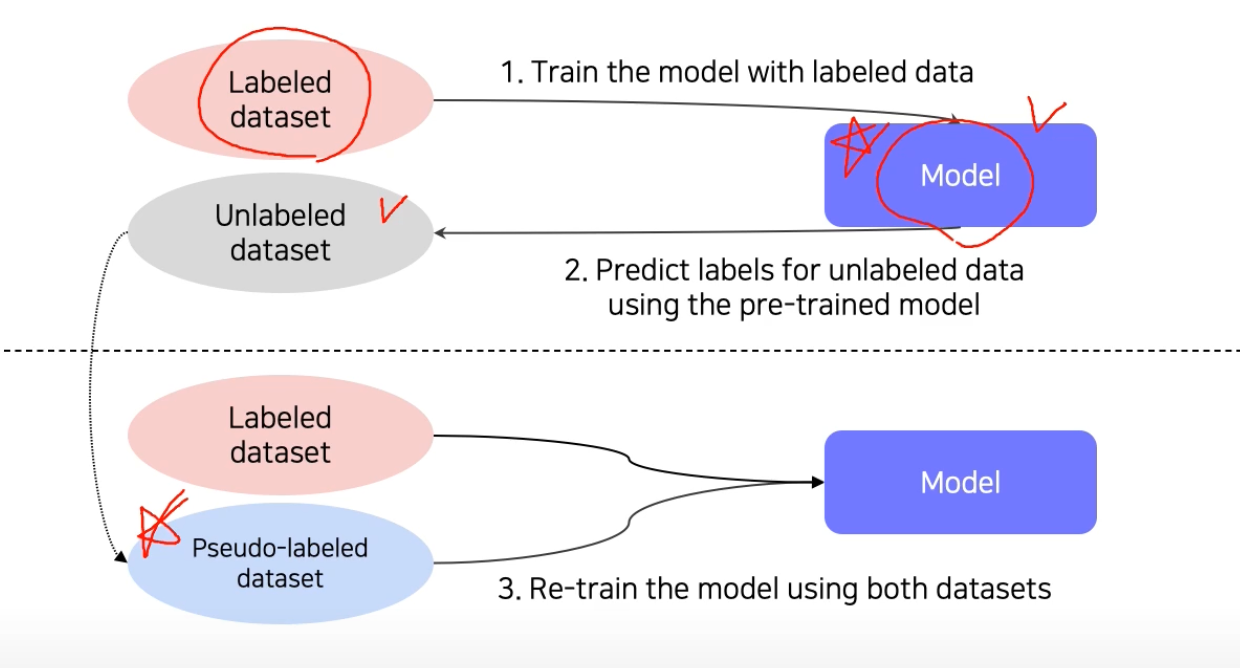 Labeled
dataset
1. Train the model with labeled data
Model
Unlabeled
dataset
2. Predict labels for unlabeled data
using the pre-trained model
Labeled
dataset
Model
Pseudo-labeled
dataset
3. Re-train the model using both datasets